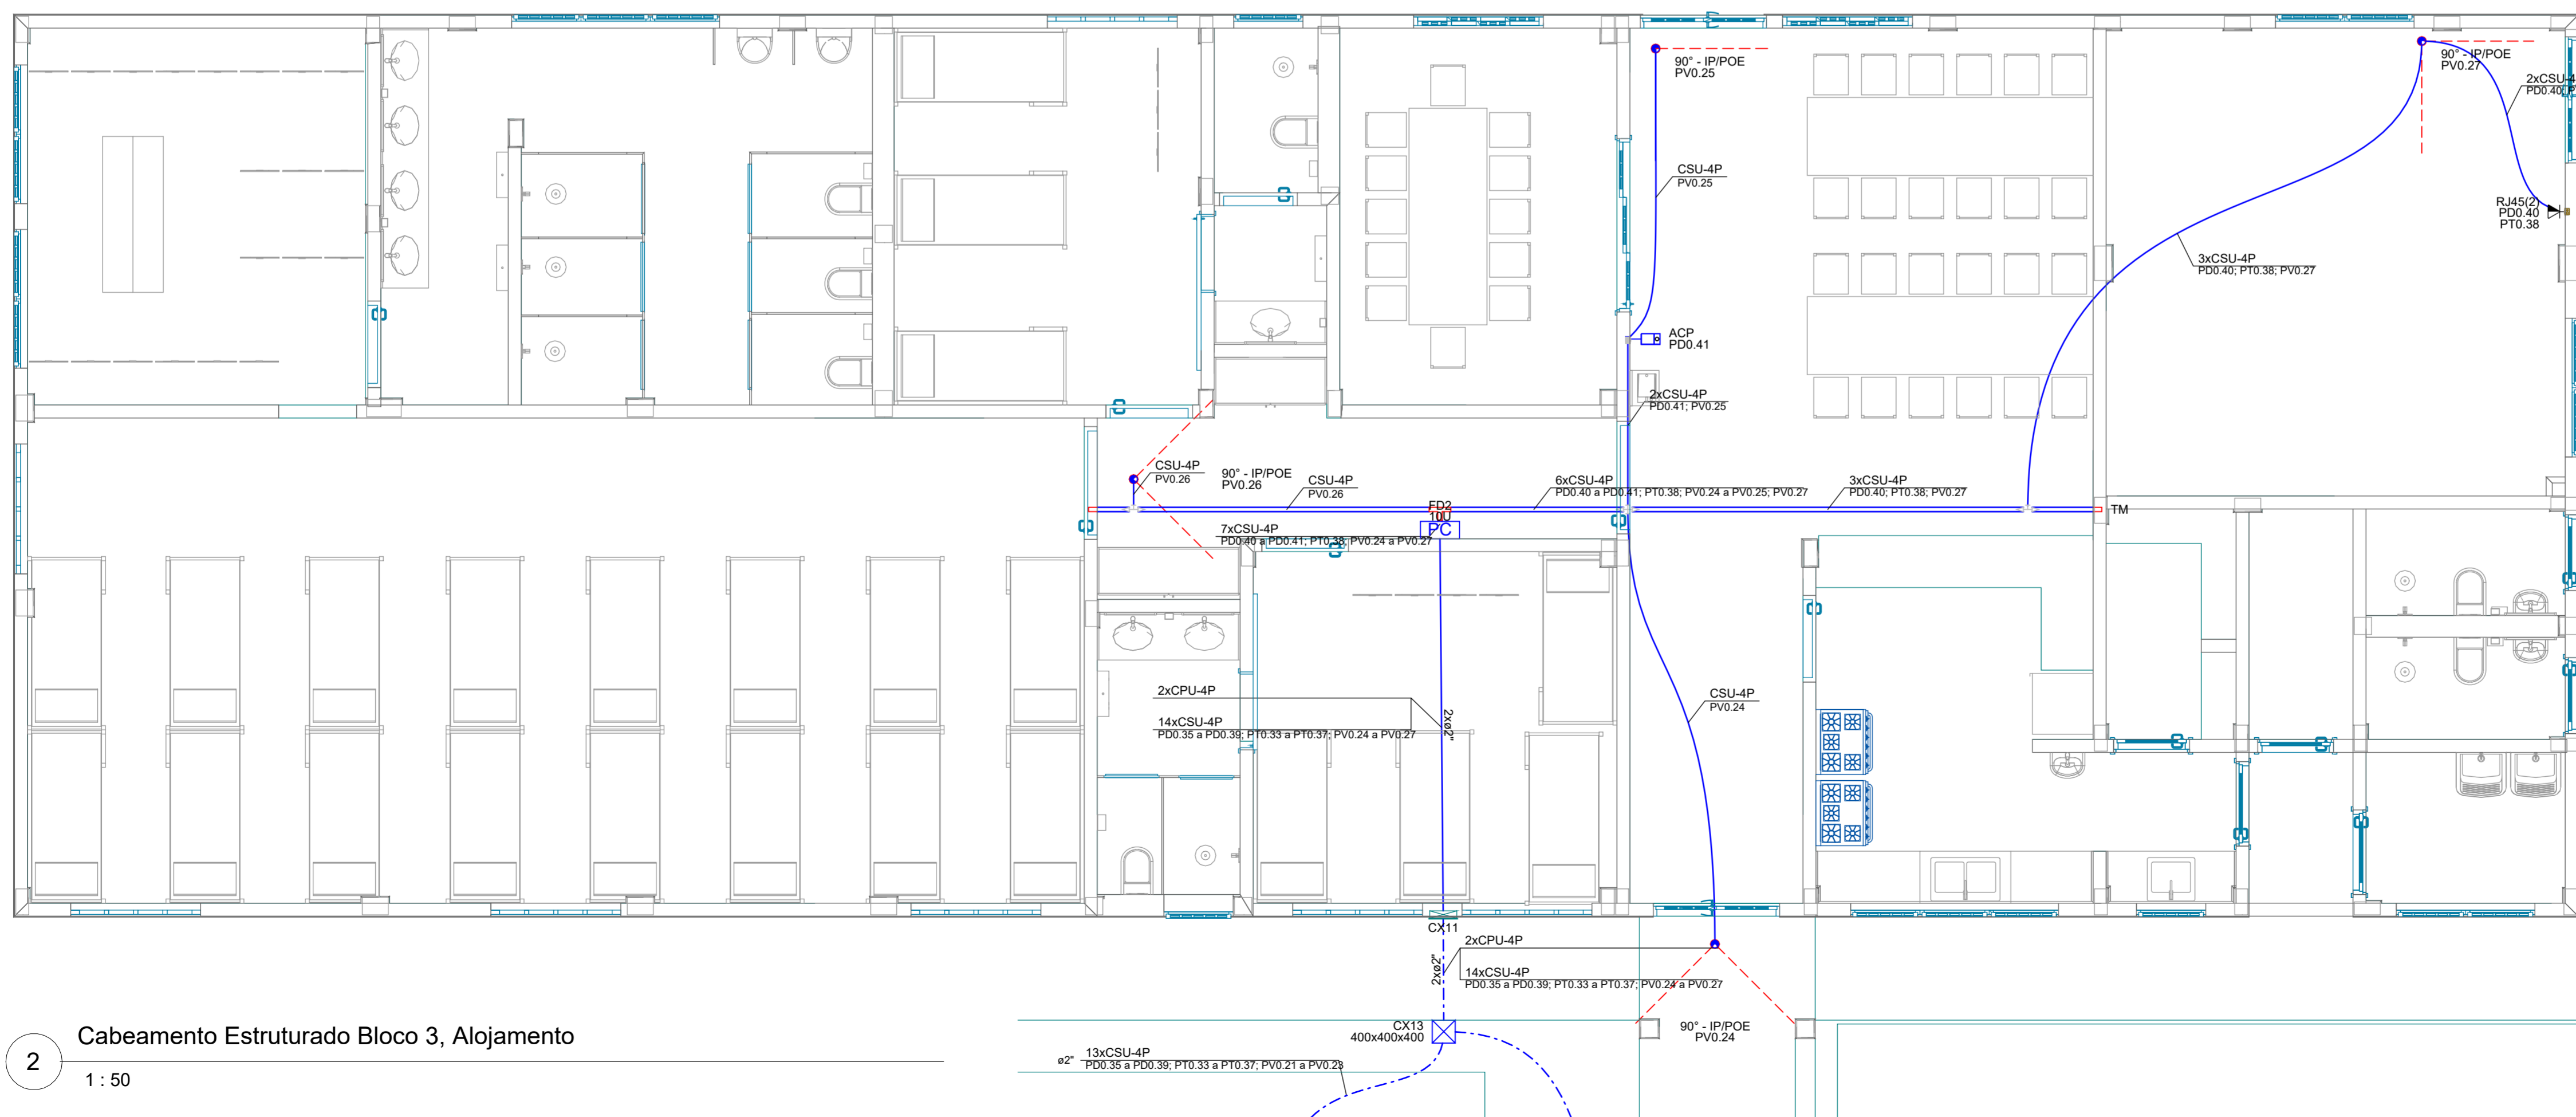 90° - IP/POE
PV0.25
90° - IP/POE
PV0.27
2xCSU-4
PD0.40; P
CSU-4P
PV0.25
RJ45(2)
PD0.40
PT0.38
3xCSU-4P
PD0.40; PT0.38; PV0.27
ACP
PD0.41
2xCSU-4P
PD0.41; PV0.25
CSU-4P
PV0.26
90° - IP/POE
PV0.26
CSU-4P
PV0.26
6xCSU-4P
PD0.40 a PD0.41; PT0.38; PV0.24 a PV0.25; PV0.27
3xCSU-4P
PD0.40; PT0.38; PV0.27
TM
FD2
10U
PC
7xCSU-4P
PD0.40 a PD0.41; PT0.38; PV0.24 a PV0.27
2xCPU-4P
14xCSU-4P
PD0.35 a PD0.39; PT0.33 a PT0.37; PV0.24 a PV0.27
2xø2"
CSU-4P
PV0.24
CX11
2xCPU-4P
14xCSU-4P
PD0.35 a PD0.39; PT0.33 a PT0.37; PV0.24 a PV0.27
2xø2"
CX13
400x400x400
90° - IP/POE
PV0.24
ø2"
13xCSU-4P
PD0.35 a PD0.39; PT0.33 a PT0.37; PV0.21 a PV0.23
2
Cabeamento Estruturado Bloco 3, Alojamento
1 : 50